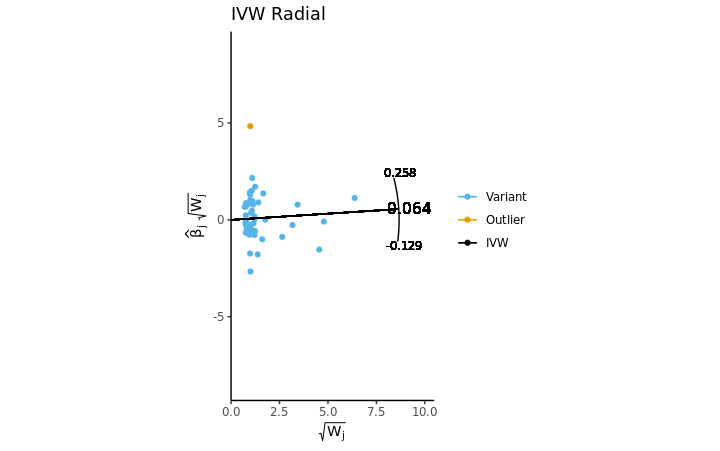 IVW Radial
5
0
-5
β̂j √Wj
0.258
0.064
-0.129
Variant
Outlier
IVW
0.0 2.5 5.0 7.5 10.0
√Wj